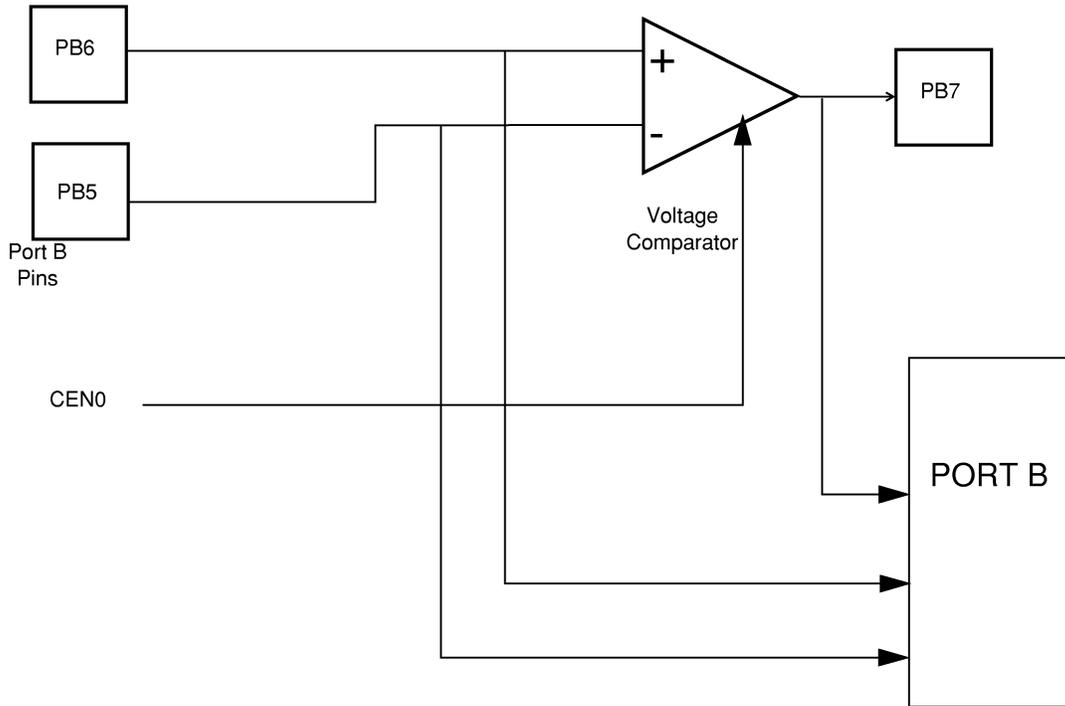 PB6
+
PB7
-
PB5
Voltage
Comparator
Port B
Pins
CEN0
PORT B